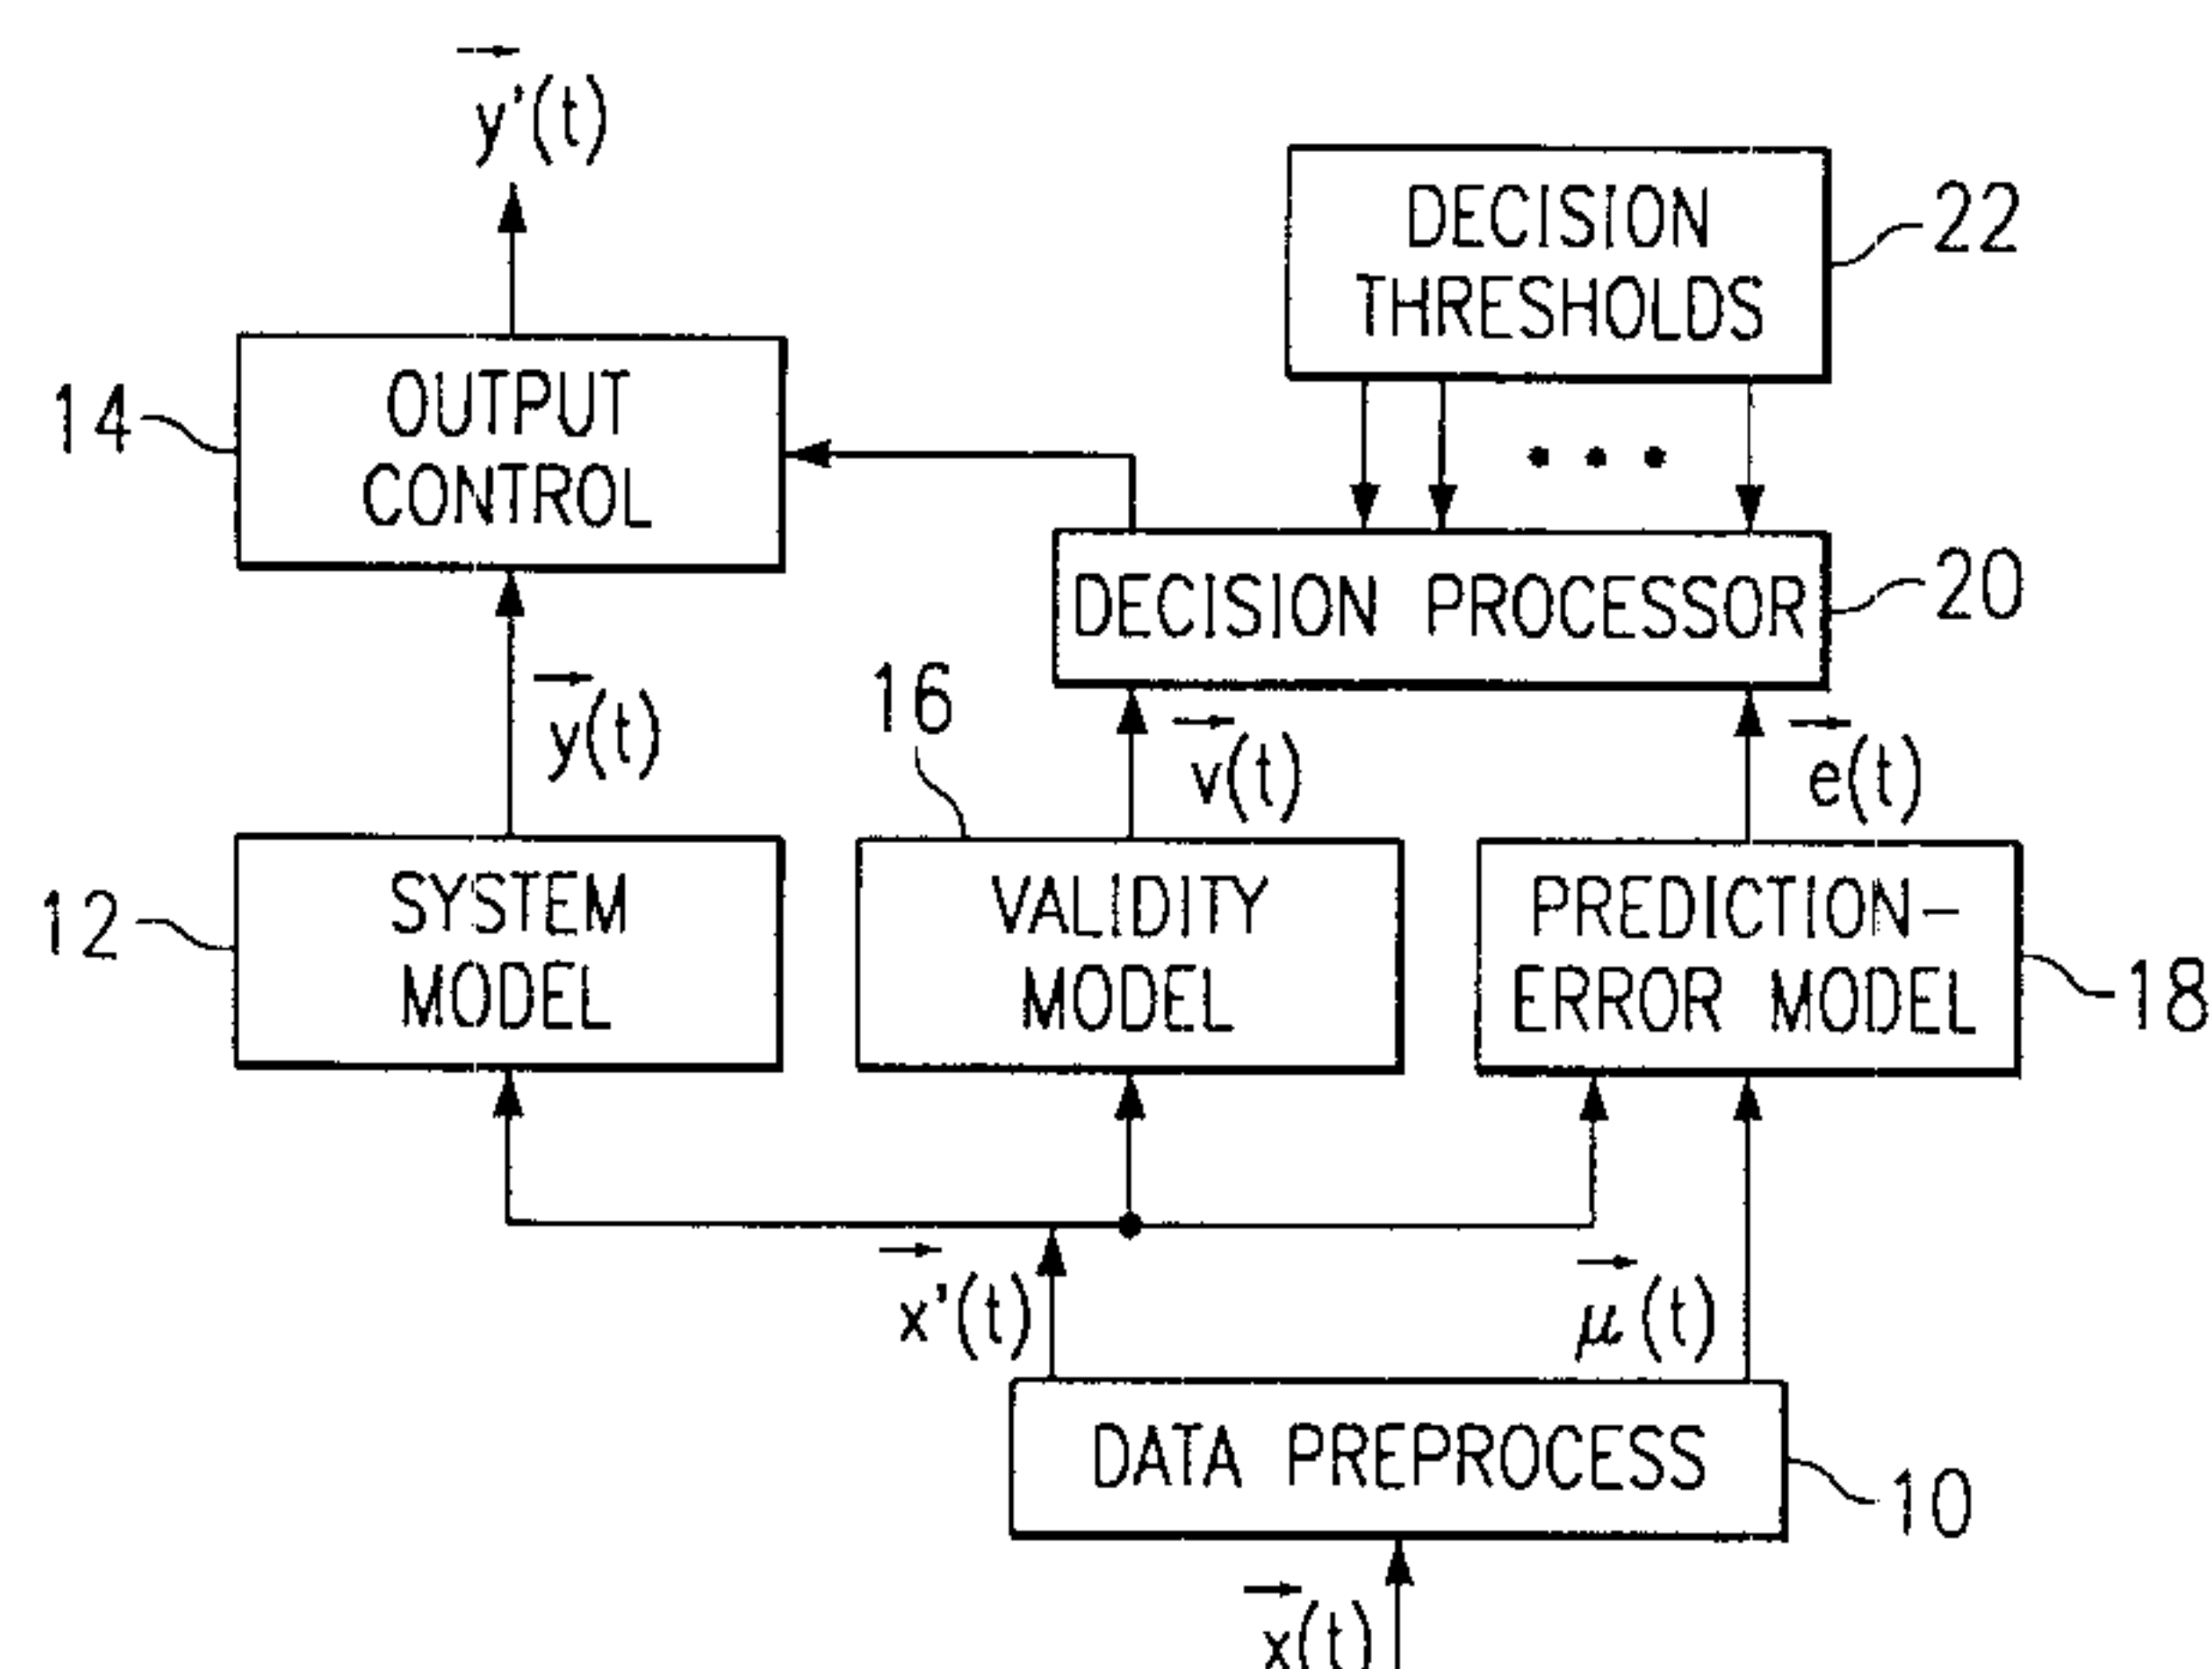 y'(t)
DECISION
THRESHOLDS
22
14
OUTPUT
CONTROL
DECISION PROCESSOR
20
y(t)
16
v(t)
e(t)
12
SYSTEM
MODEL
VALIDITY
MODEL
PREDICTION-
ERROR MODEL
18
x'(t)
μ(t)
DATA PREPROCESS
10
x(t)